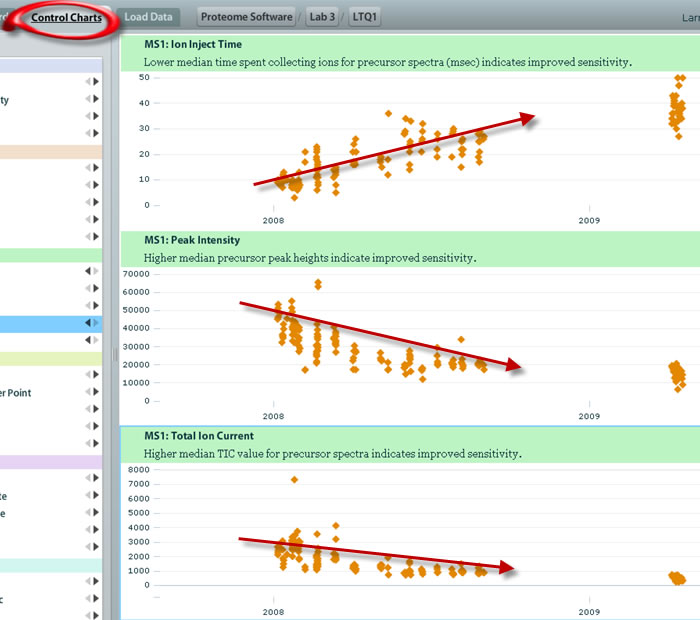 rd
Control Charts
Load Data
Proteome Software / Lab 3 / LTQ1
Larr
MS1: Ion Inject Time
Lower median time spent collecting ions for precursor spectra (msec) indicates improved sensitivity.
50
40
30
20
10
0
2008 2009
MS1: Peak Intensity
Higher median precursor peak heights indicate improved sensitivity.
70000
60000
50000
40000
30000
20000
10000
0
2008 2009
MS1: Total Ion Current
Higher median TIC value for precursor spectra indicates improved sensitivity.
8000
7000
6000
5000
4000
3000
2000
1000
0
2008 2009
ty
er Point
te
e
c